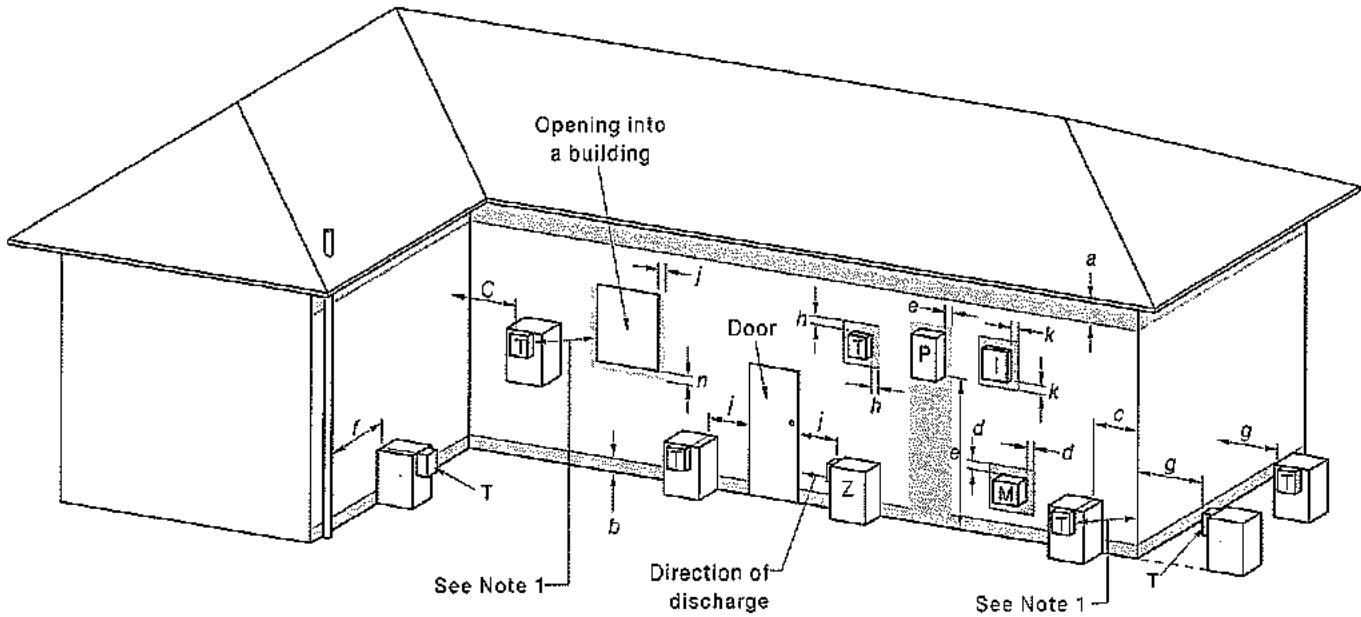 Opening into
a building
a
j
C
e
k
h
T
Door
T
P
I
n
h
k
j
j
c
d
d
f
e
g
g
T
T
Z
M
T
T
b
T
Direction of
discharge
See Note 1
See Note 1